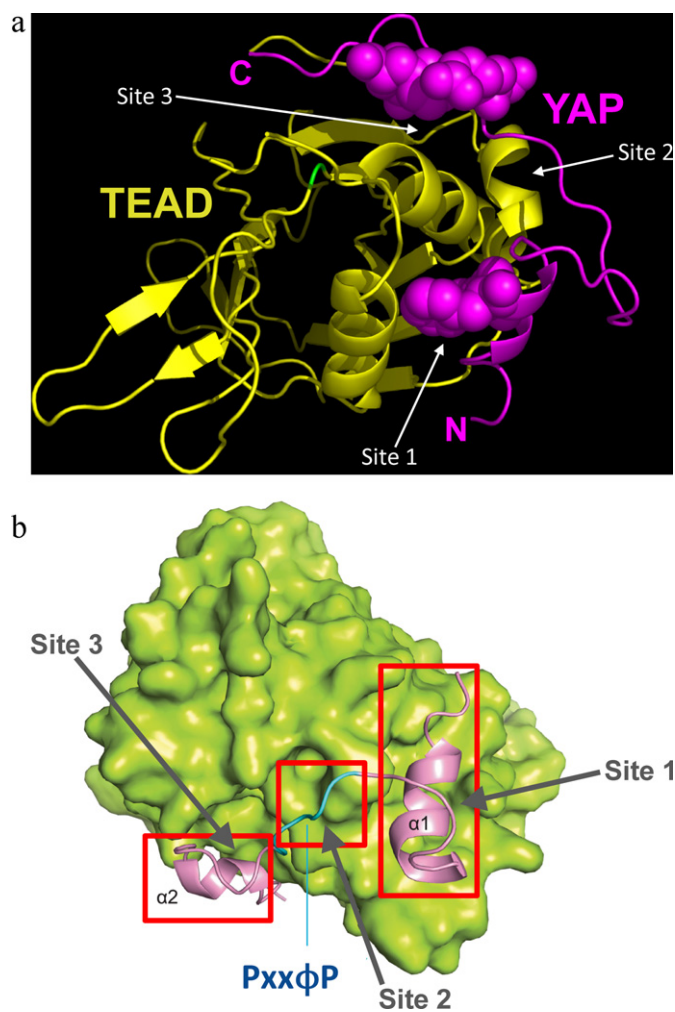 a
C
Site 3
YAP
Site 2
TEAD
N
Site 1
b
Site 3
Site 1
α1
α2
PxxϕP
Site 2